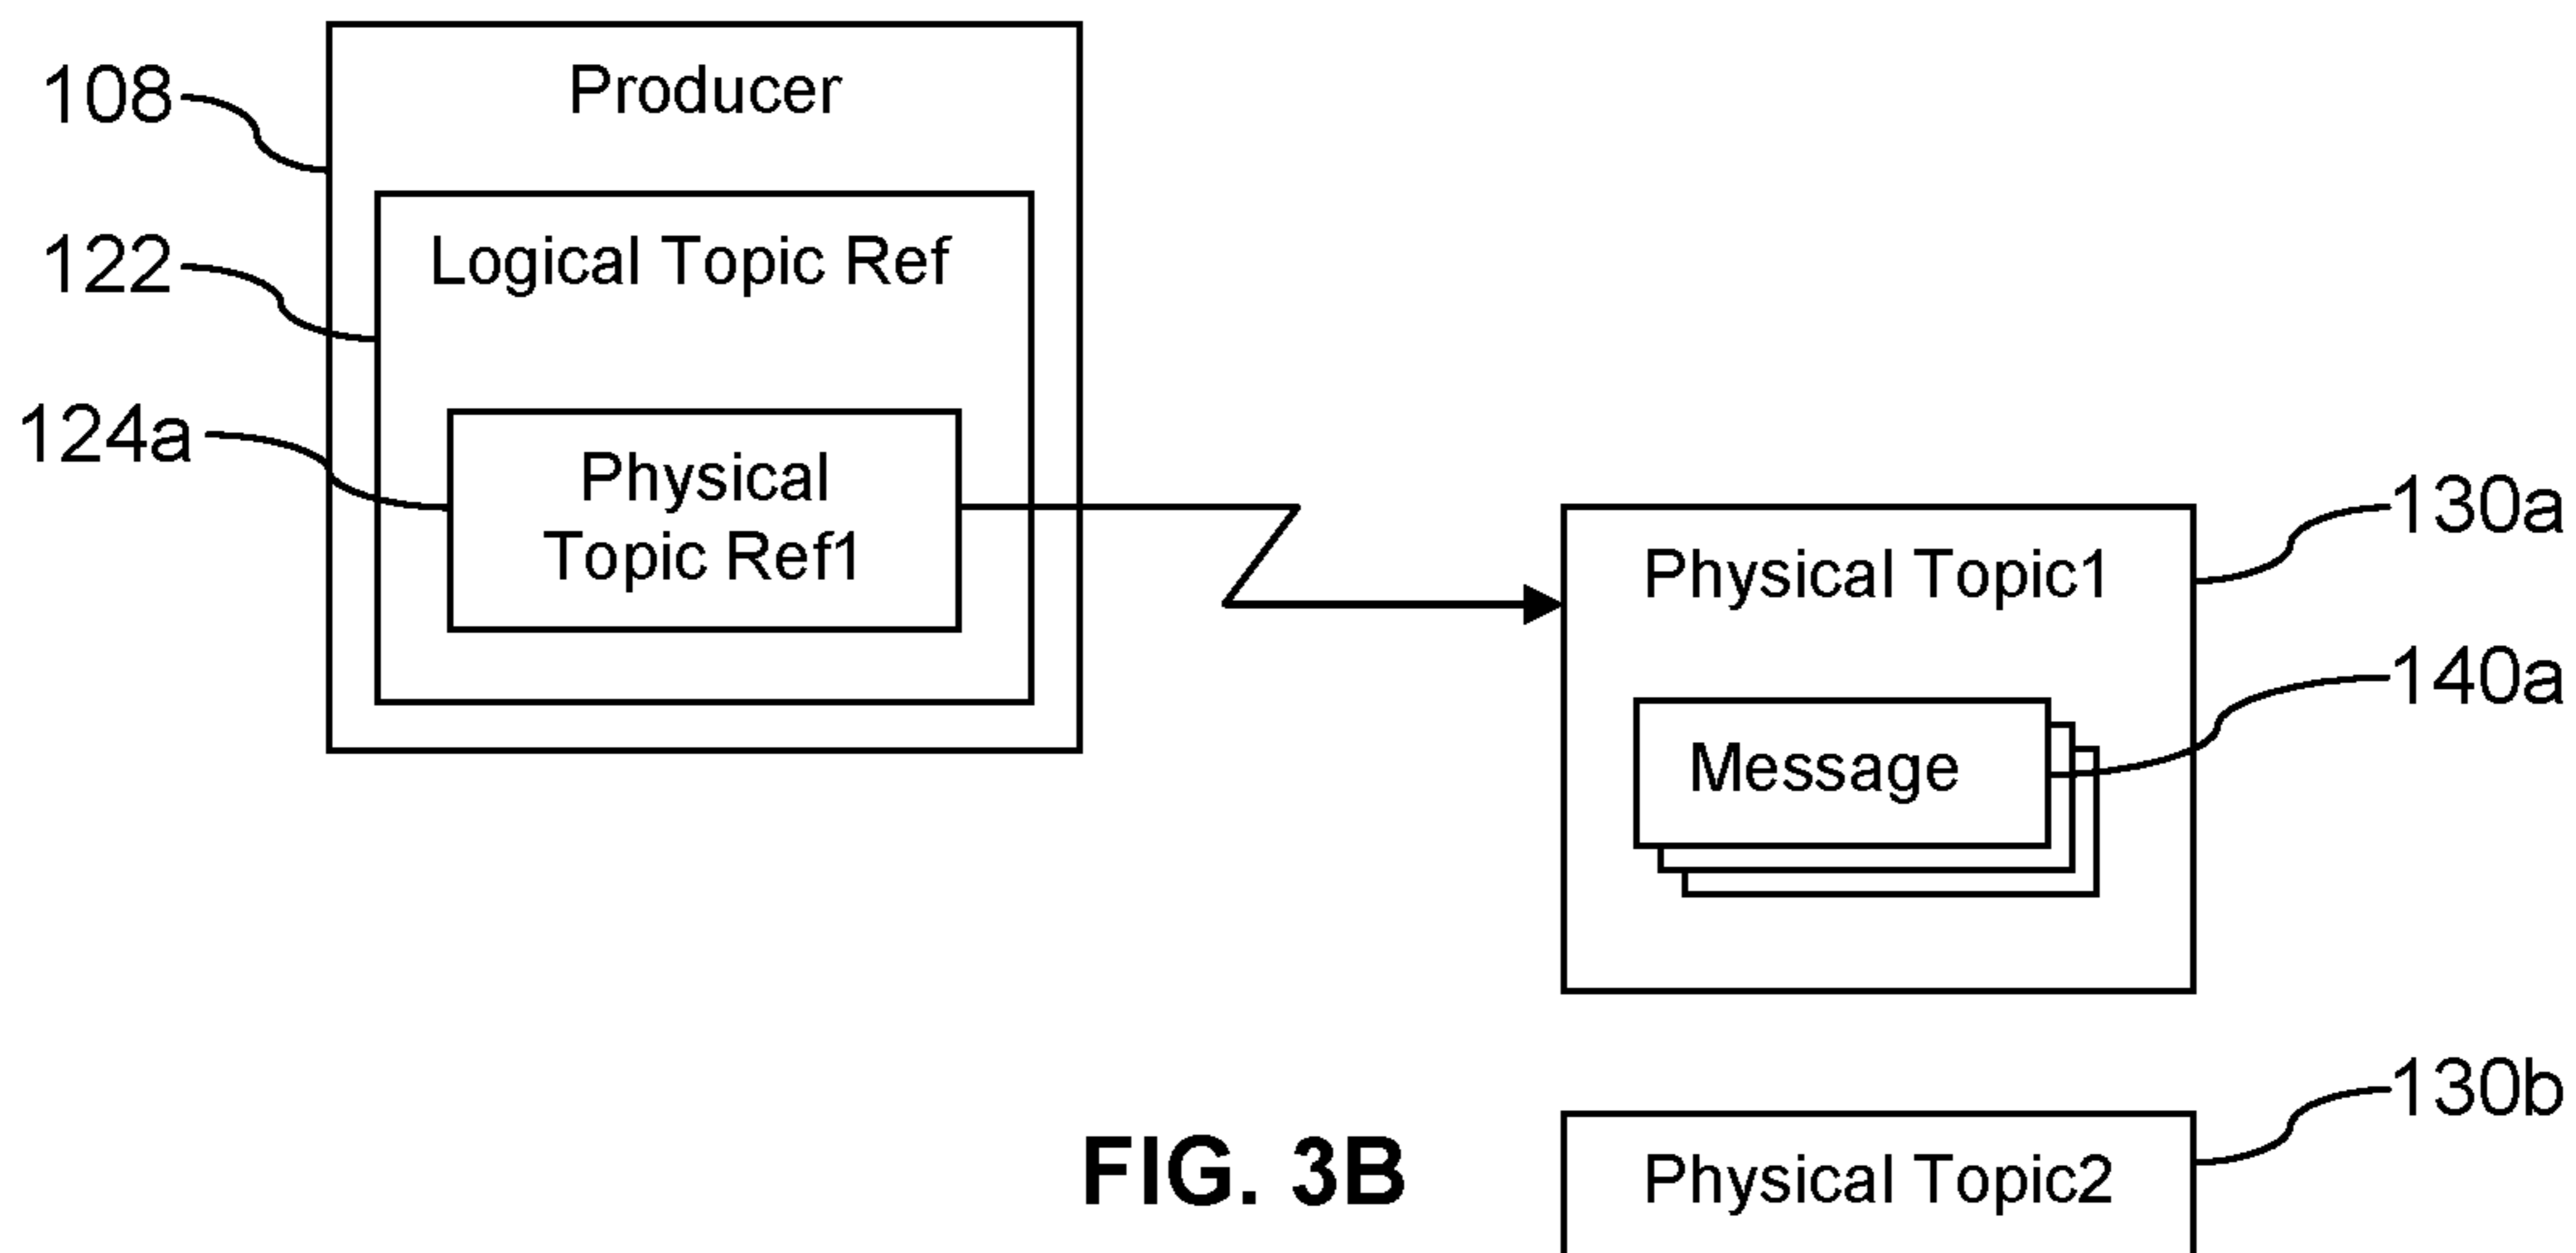 Producer
108
Logical Topic Ref
122
124a
Physical
Topic Ref1
130a
Physical Topic1
140a
Message
130b
FIG. 3B
Physical Topic2